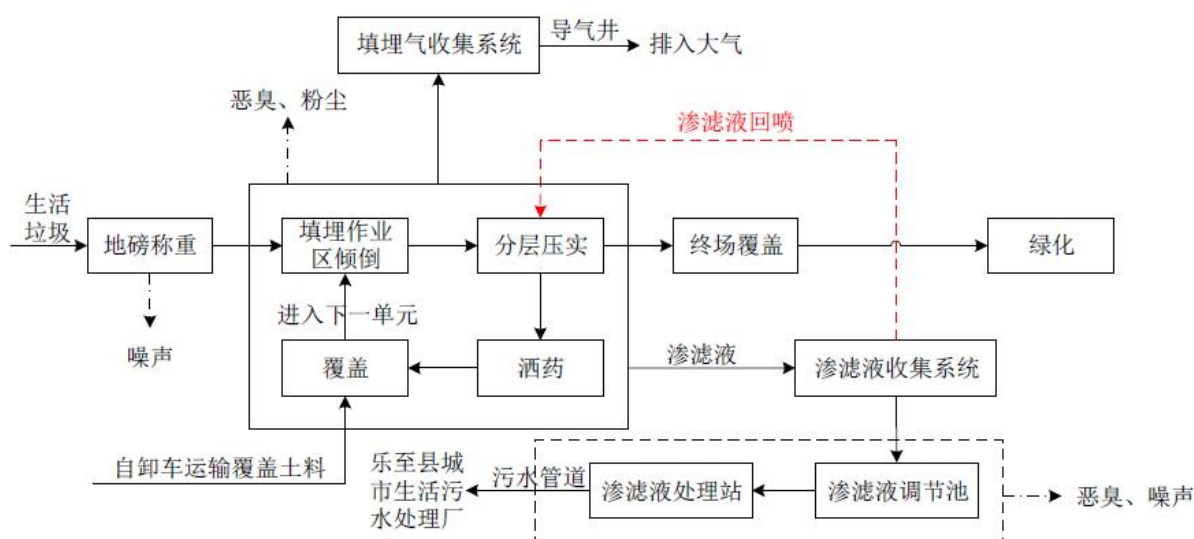 填埋气收集系统
导气井
排入大气
恶臭、粉尘
渗滤液回喷
生活
垃圾
地磅称重
填埋作业
区倾倒
分层压实
终场覆盖
绿化
进入下一单元
噪声
覆盖
洒药
渗滤液
渗滤液收集系统
自卸车运输覆盖土料
乐至县城
市生活污
水处理厂
污水管道
渗滤液处理站
渗滤液调节池
恶臭、噪声